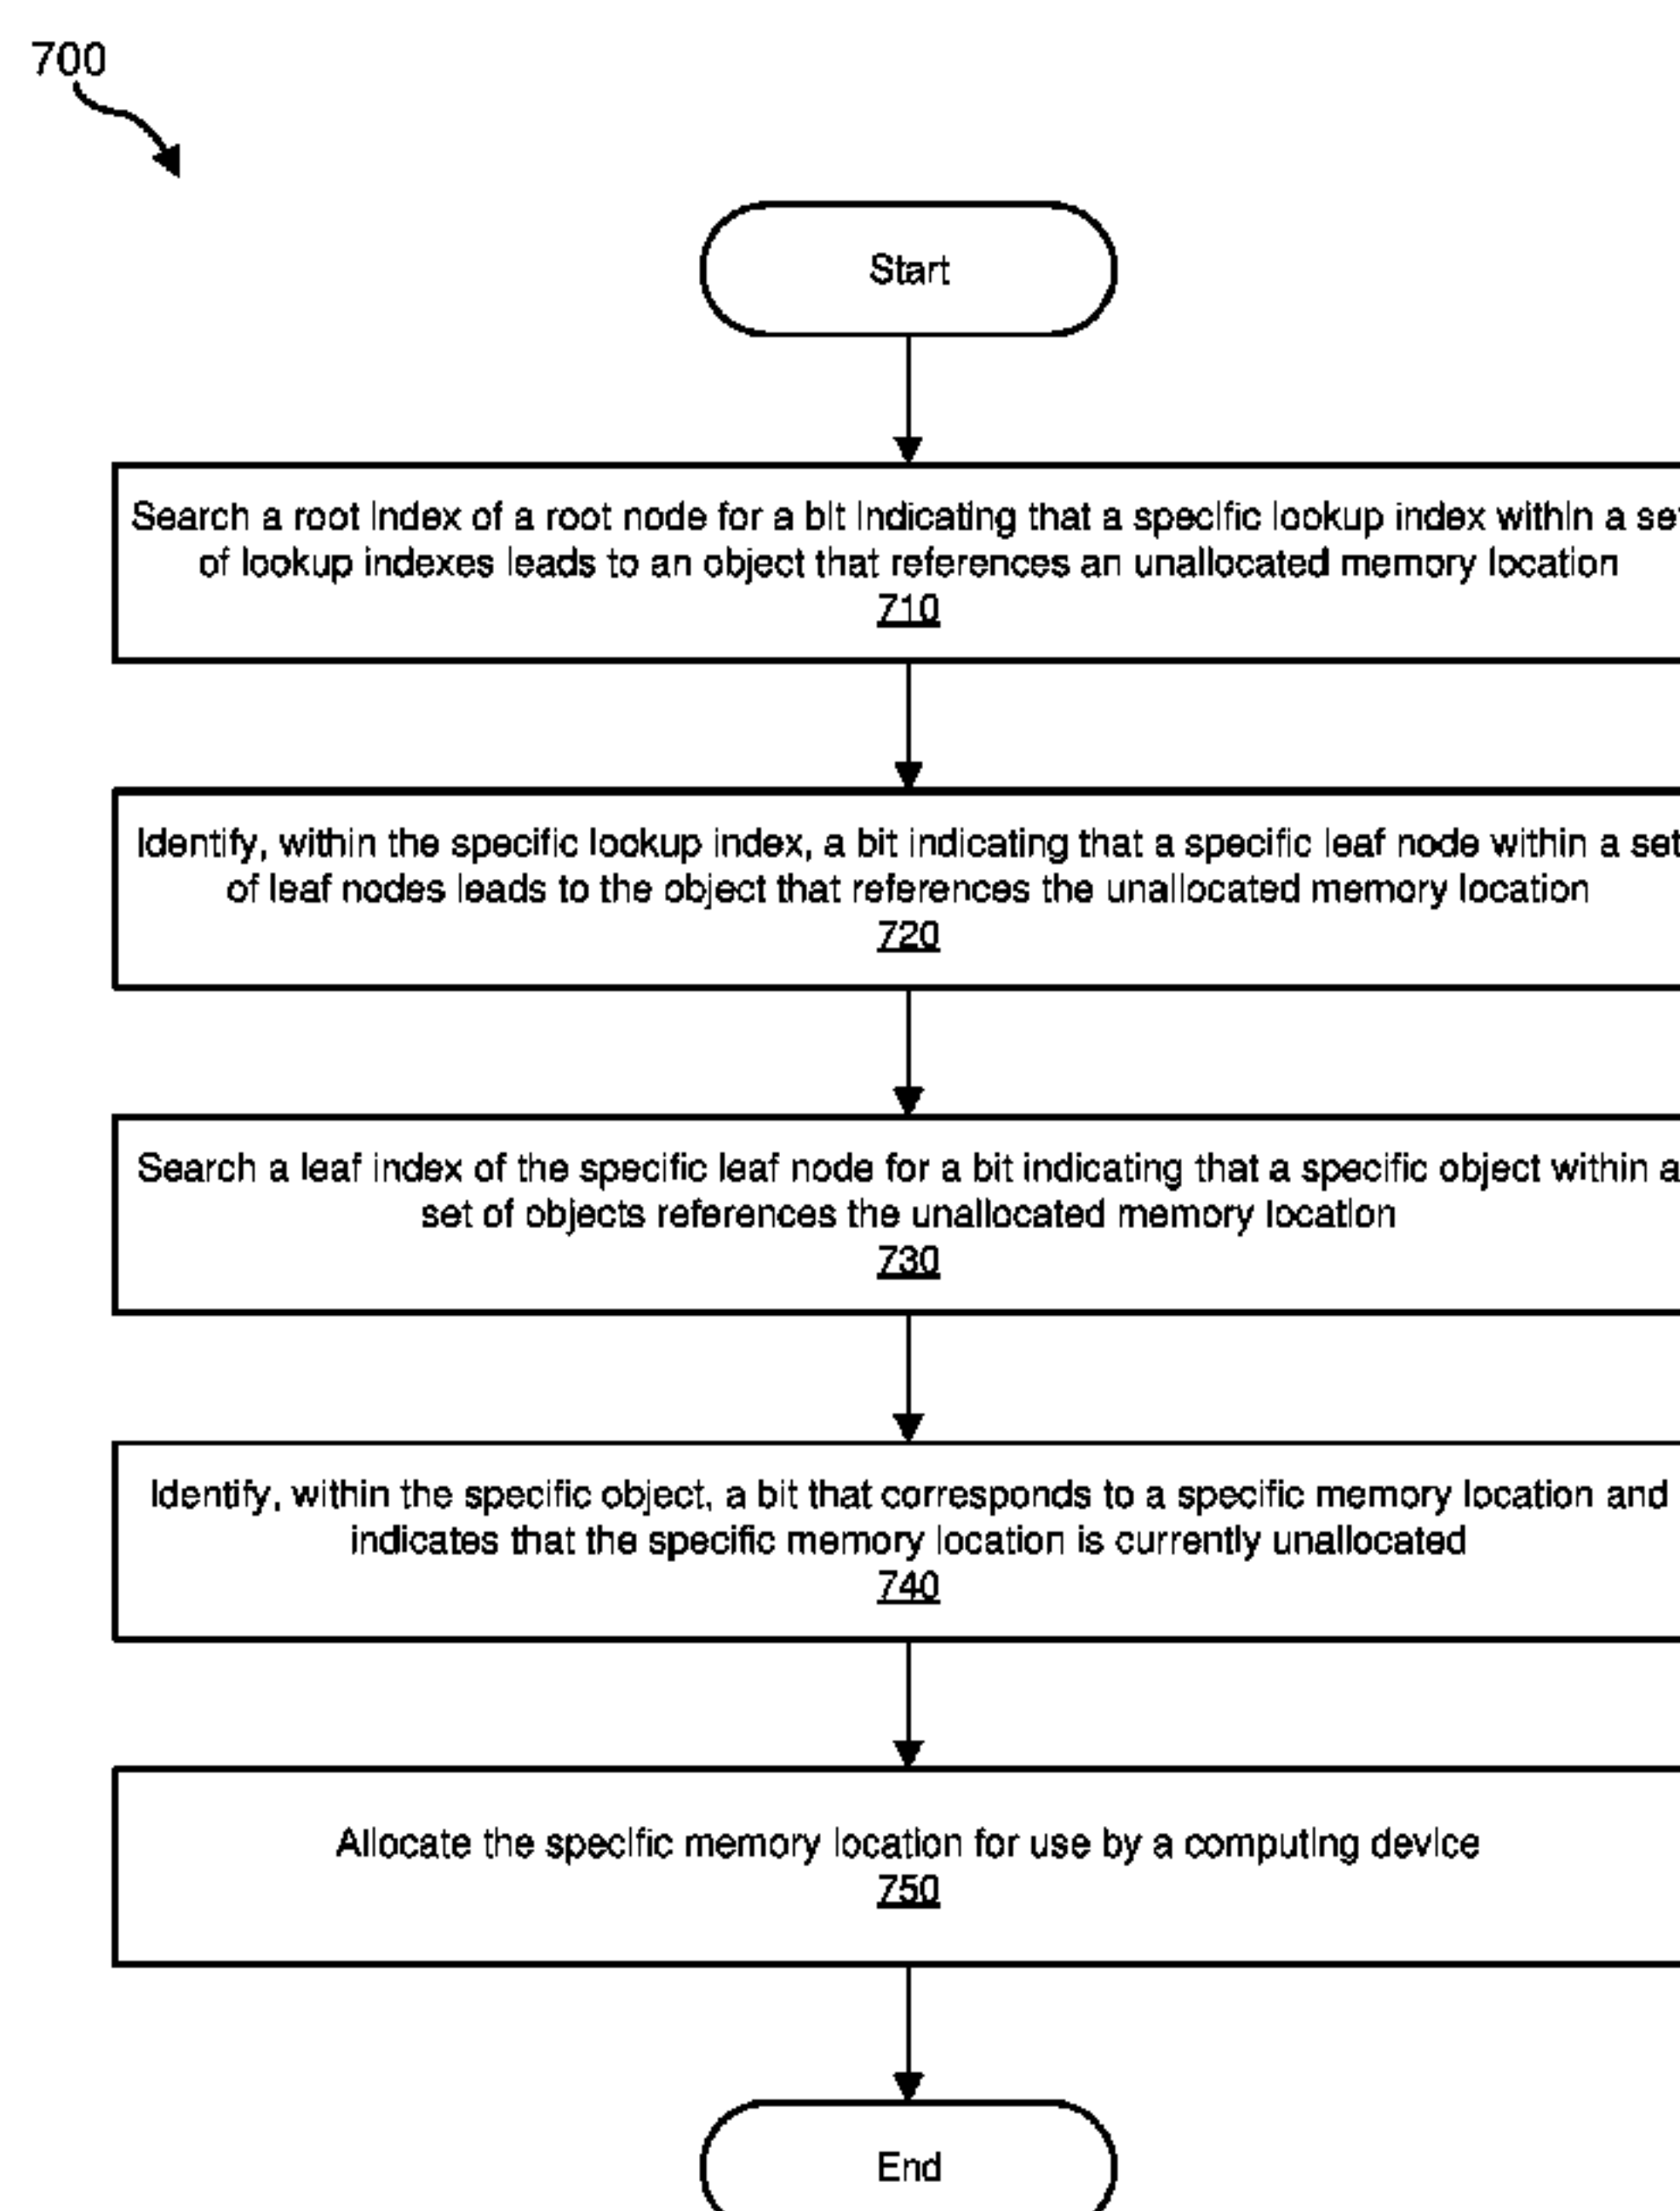 700
Start
Search a root index of a root node for a bit indicating that a specific lookup index within a set
of lookup indexes leads to an object that references an unallocated memory location
710
Identify, within the specific lookup index, a bit indicating that a specific leaf node within a set
of leaf nodes leads to the object that references the unallocated memory location
720
Search a leaf index of the specific leaf node for a bit indicating that a specific object within a
set of objects references the unallocated memory location
730
Identify, within the specific object, a bit that corresponds to a specific memory location and
indicates that the specific memory location is currently unallocated
740
Allocate the specific memory location for use by a computing device
750
End